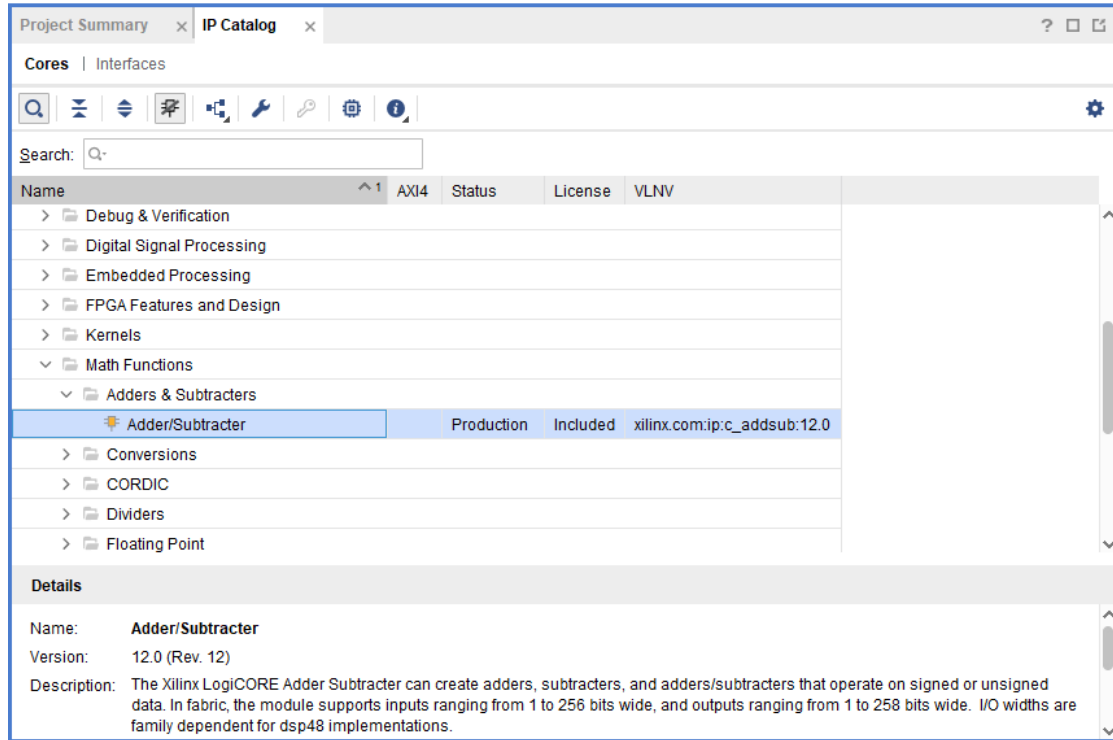 Project Summary × IP Catalog ×
?
Cores | Interfaces
Search:
Name 1 AXI4 Status License VLNV
Debug & Verification
Digital Signal Processing
Embedded Processing
FPGA Features and Design
Kernels
Math Functions
Adders & Subtracters
Adder/Subtracter Production Included xilinx.com:ip:c_addsub:12.0
Conversions
CORDIC
Dividers
Floating Point
Details
Name: Adder/Subtracter
Version: 12.0 (Rev. 12)
Description: The Xilinx LogiCORE Adder Subtracter can create adders, subtracters, and adders/subtracters that operate on signed or unsigned
data. In fabric, the module supports inputs ranging from 1 to 256 bits wide, and outputs ranging from 1 to 258 bits wide. I/O widths are
family dependent for dsp48 implementations.